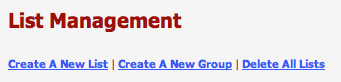 List Management
Create A New List | Create A New Group | Delete All Lists